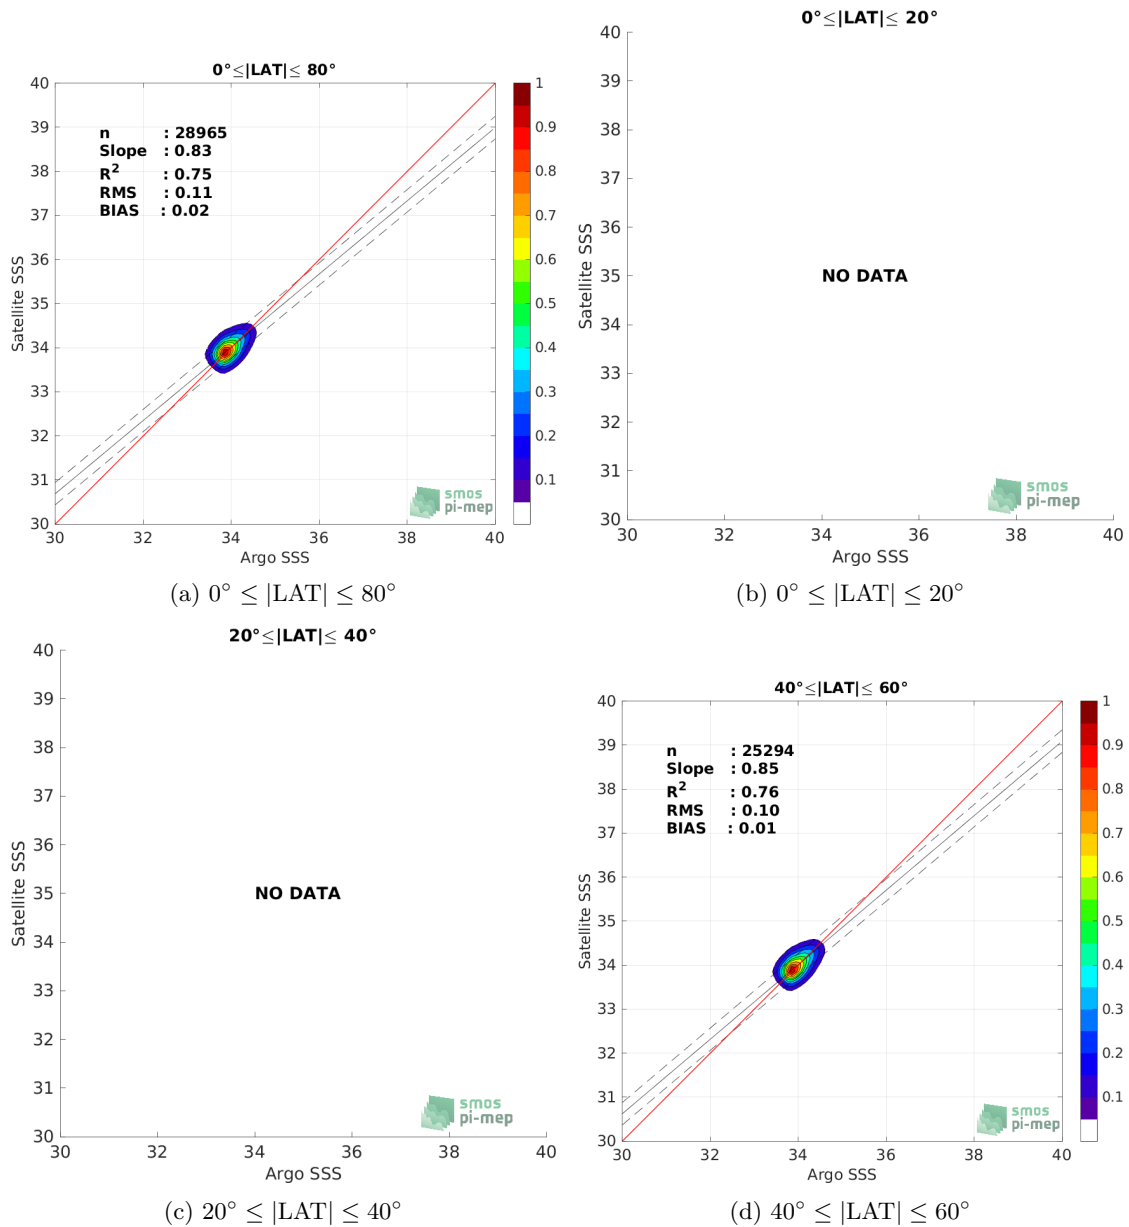 0°≤|LAT|≤ 80°
40
39
38
37
36
35
34
33
32
31
30
Satellite SSS
n : 28965
Slope : 0.83
R2 : 0.75
RMS : 0.11
BIAS : 0.02
smos
pi-mep
30 32 34 36 38 40
Argo SSS
1
0.9
0.8
0.7
0.6
0.5
0.4
0.3
0.2
0.1
(a) 0° ≤ |LAT| ≤ 80°
0°≤|LAT|≤ 20°
40
39
38
37
36
35
34
33
32
31
30
Satellite SSS
NO DATA
smos
pi-mep
30 32 34 36 38 40
Argo SSS
(b) 0° ≤ |LAT| ≤ 20°
20°≤|LAT|≤ 40°
40
39
38
37
36
35
34
33
32
31
30
Satellite SSS
NO DATA
smos
pi-mep
30 32 34 36 38 40
Argo SSS
(c) 20° ≤ |LAT| ≤ 40°
40°≤|LAT|≤ 60°
40
39
38
37
36
35
34
33
32
31
30
Satellite SSS
n : 25294
Slope : 0.85
R2 : 0.76
RMS : 0.10
BIAS : 0.01
smos
pi-mep
30 32 34 36 38 40
Argo SSS
1
0.9
0.8
0.7
0.6
0.5
0.4
0.3
0.2
0.1
(d) 40° ≤ |LAT| ≤ 60°